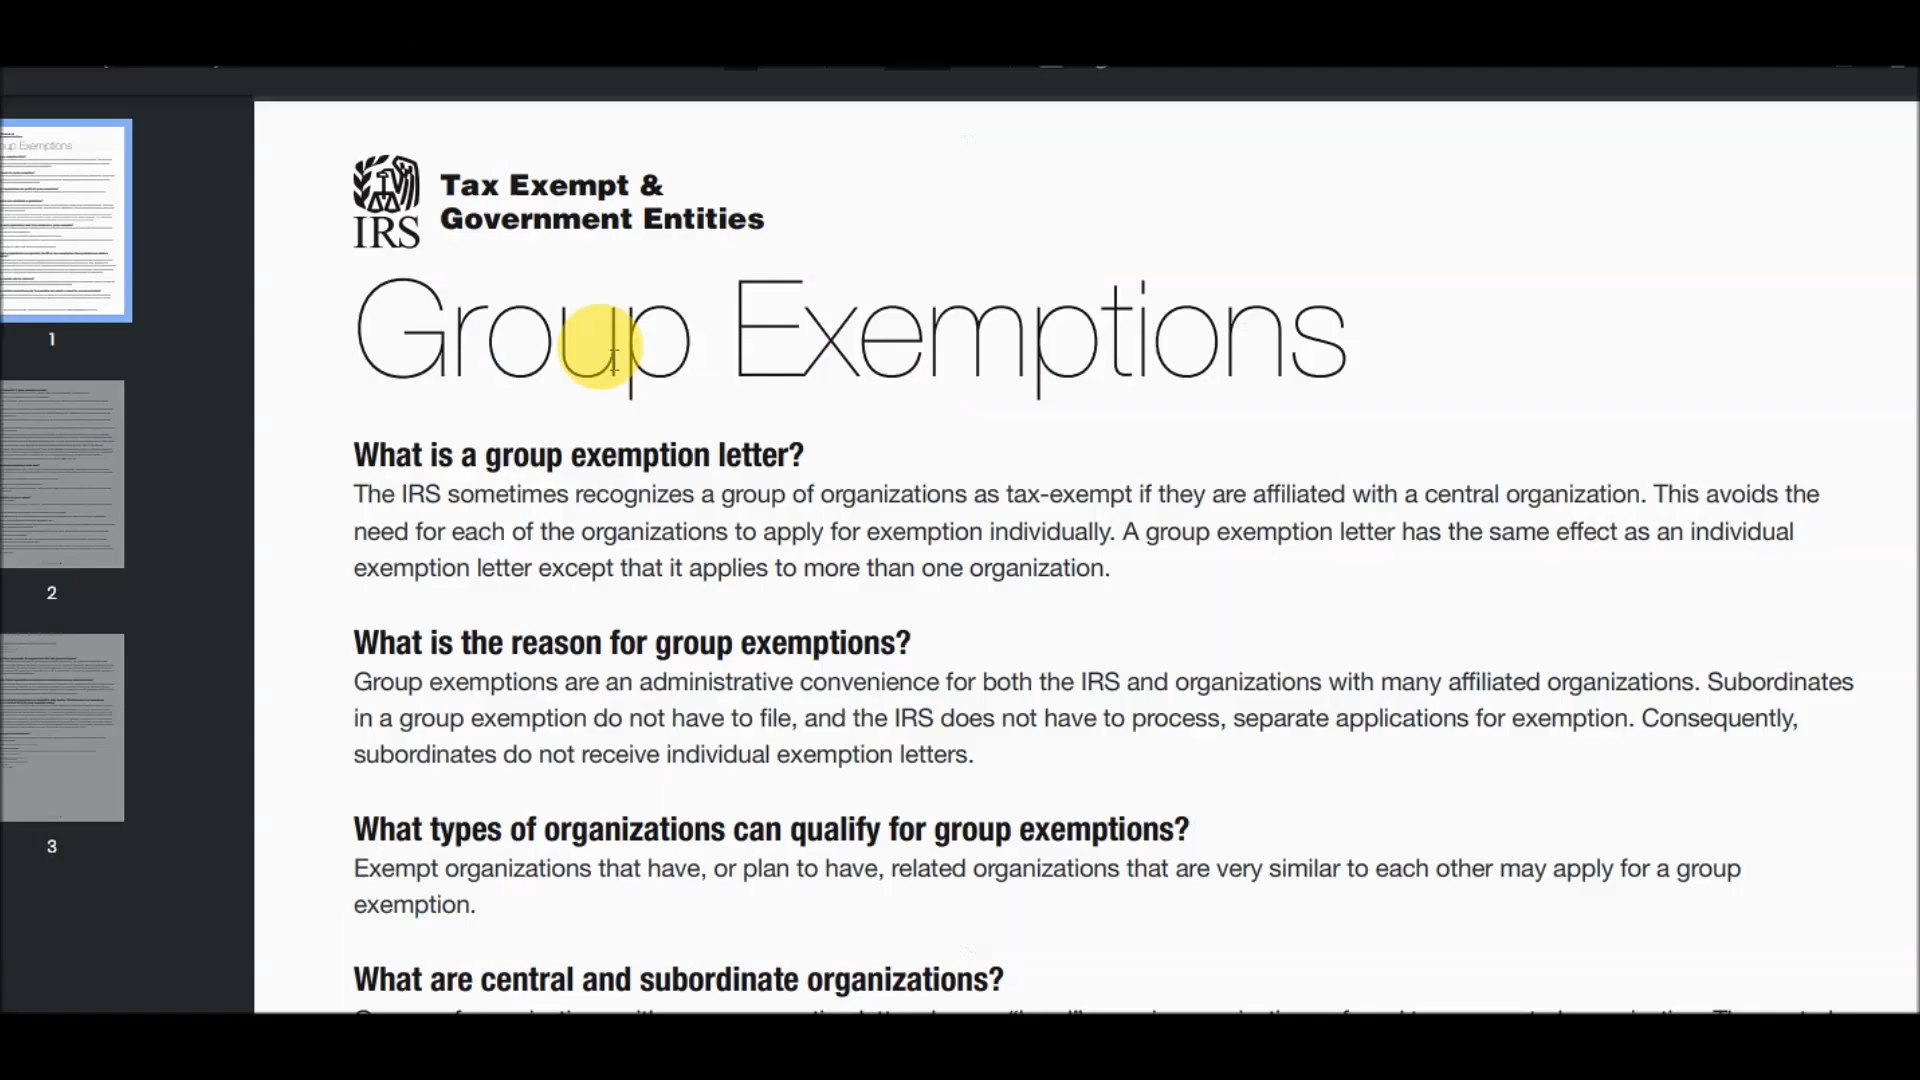 IRS
Tax Exempt &
Government Entities
Group Exemptions
What is a group exemption letter?
The IRS sometimes recognizes a group of organizations as tax-exempt if they are affiliated with a central organization. This avoids the
need for each of the organizations to apply for exemption individually. A group exemption letter has the same effect as an individual
exemption letter except that it applies to more than one organization.
What is the reason for group exemptions?
Group exemptions are an administrative convenience for both the IRS and organizations with many affiliated organizations. Subordinates
in a group exemption do not have to file, and the IRS does not have to process, separate applications for exemption. Consequently,
subordinates do not receive individual exemption letters.
What types of organizations can qualify for group exemptions?
Exempt organizations that have, or plan to have, related organizations that are very similar to each other may apply for a group
exemption.
What are central and subordinate organizations?
1
2
3